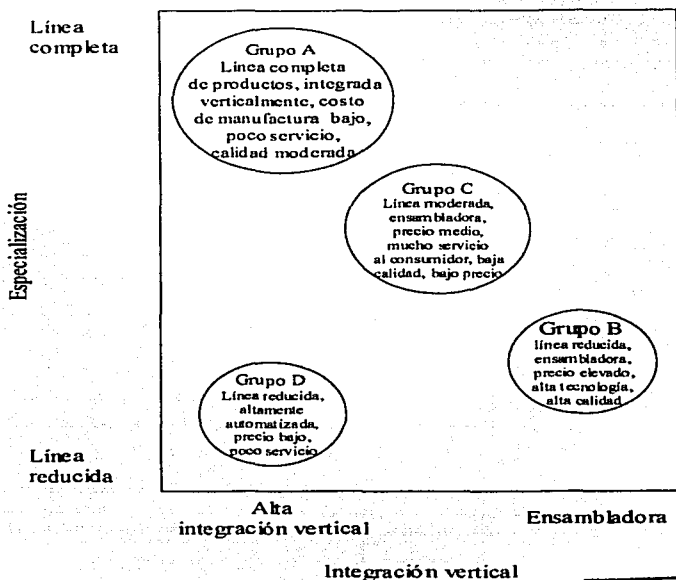 Línea
completa
Grupo A
Línea completa
de productos, integrada
verticalmente, costo
de manufactura bajo,
poco servicio,
calidad moderada
Grupo C
Línea moderada,
ensambladora,
precio medio,
mucho servicio
al consumidor, baja
calidad, bajo precio
Especialización
Grupo B
línea reducida,
ensambladora,
precio elevado,
alta tecnología,
alta calidad
Grupo D
Línea reducida,
altamente
automatizada,
precio bajo,
poco servicio
Línea
reducida
Alta
integración vertical
Ensambladora
Integración vertical